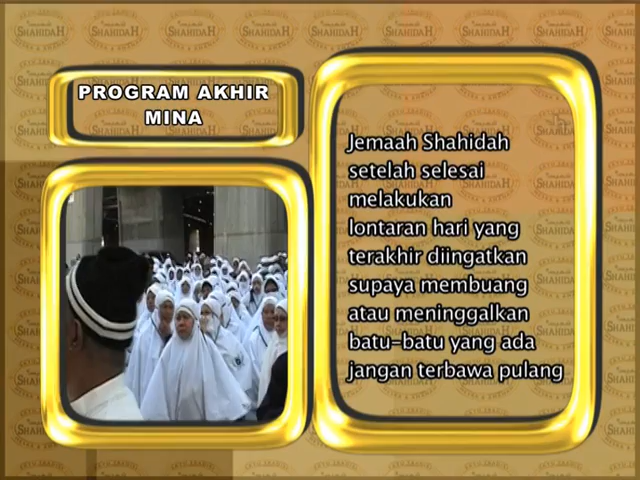 PROGRAM AKHIR
MINA
Jemaah Shahidah
setelah selesai
melakukan
lontaran hari yang
terakhir diingatkan
supaya membuang
atau meninggalkan
batu-batu yang ada
jangan terbawa pulang
SHAHIDAH